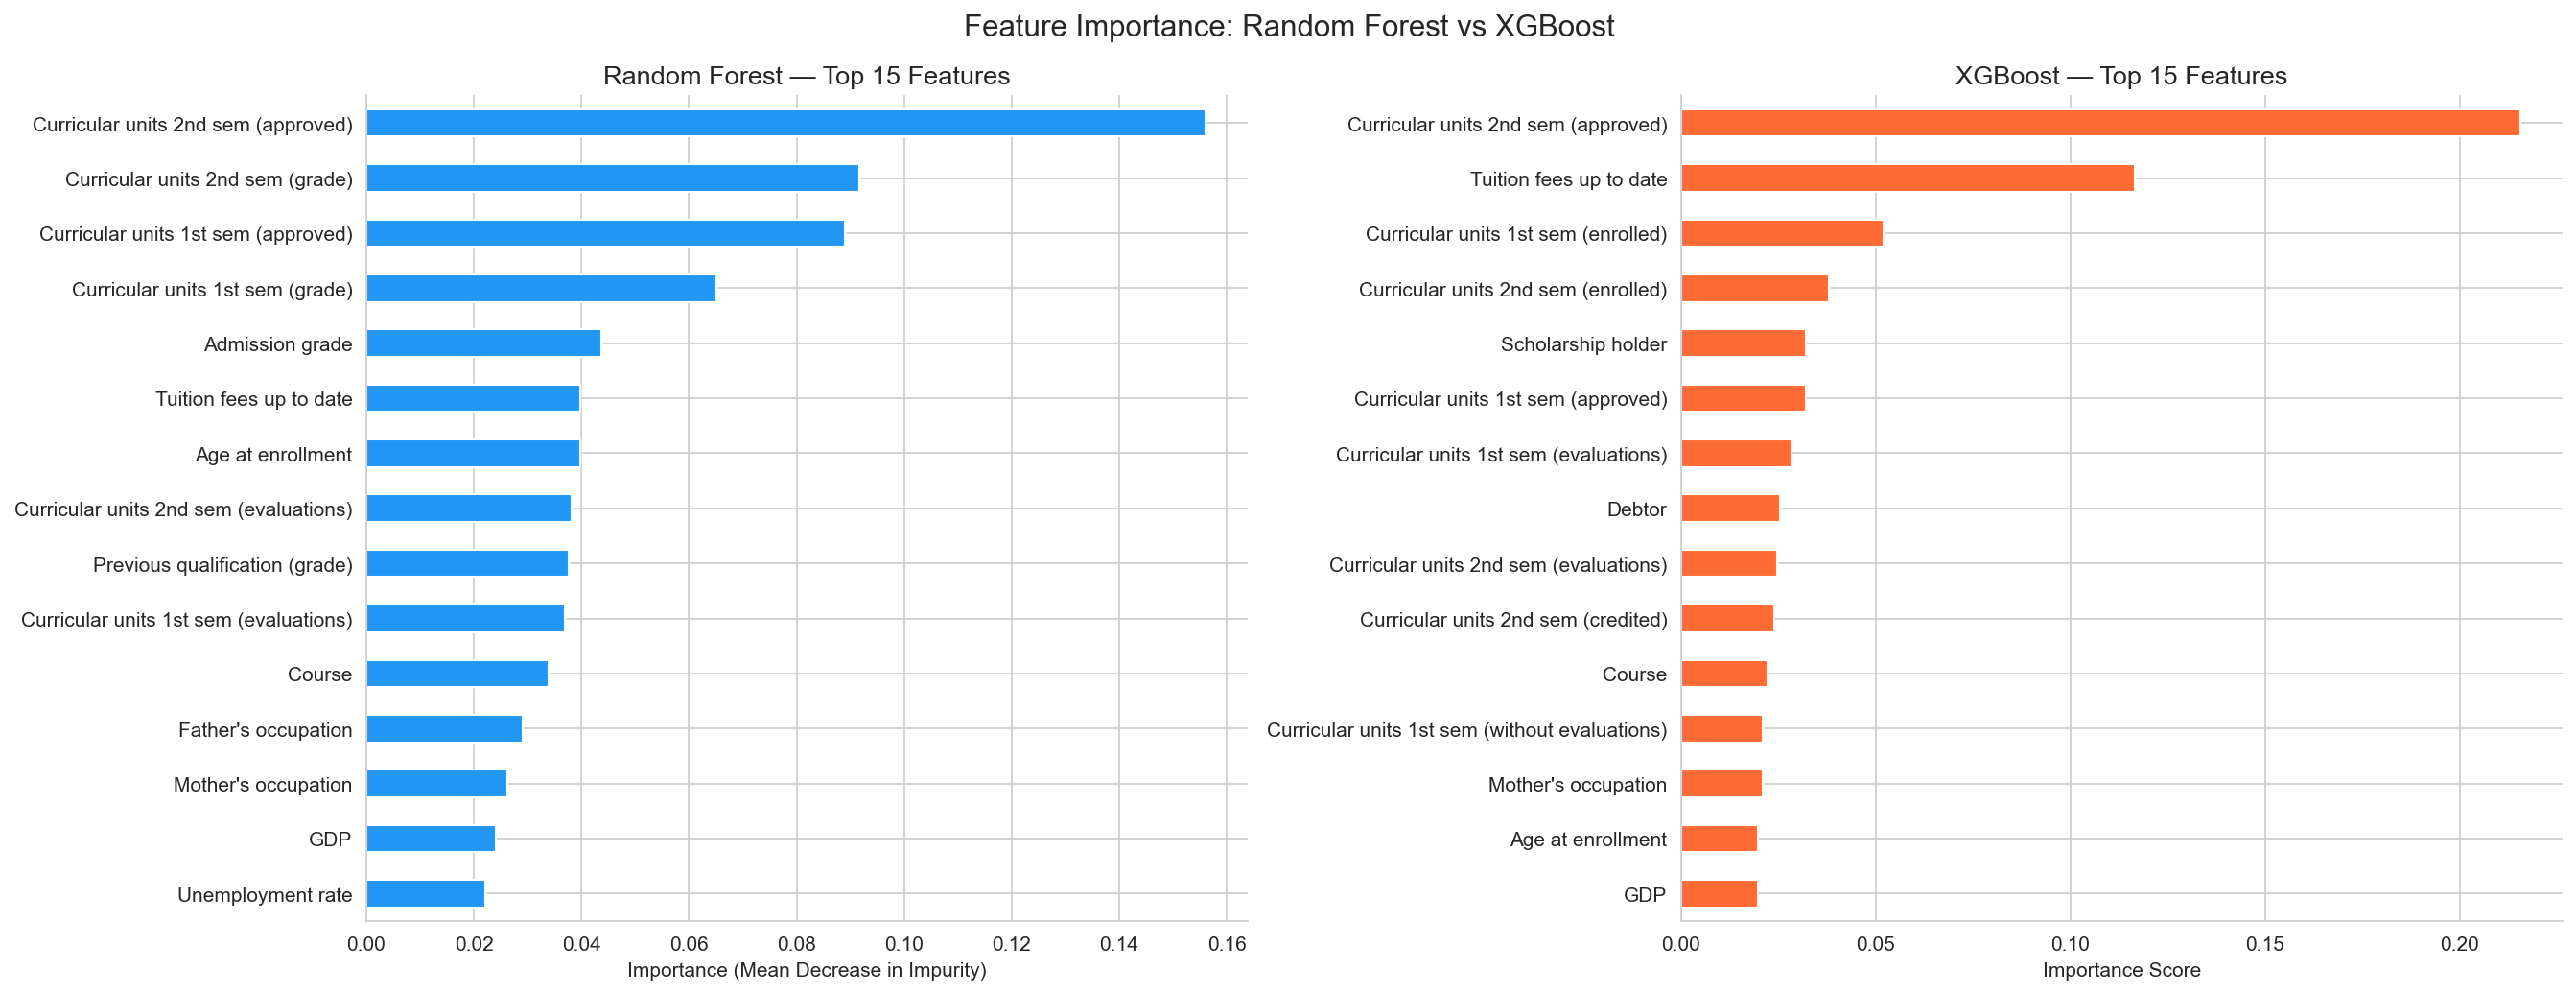 Feature Importance: Random Forest vs XGBoost
Random Forest — Top 15 Features
Curricular units 2nd sem (approved)
Curricular units 2nd sem (grade)
Curricular units 1st sem (approved)
Curricular units 1st sem (grade)
Admission grade
Tuition fees up to date
Age at enrollment
Curricular units 2nd sem (evaluations)
Previous qualification (grade)
Curricular units 1st sem (evaluations)
Course
Father's occupation
Mother's occupation
GDP
Unemployment rate
0.00 0.02 0.04 0.06 0.08 0.10 0.12 0.14 0.16
Importance (Mean Decrease in Impurity)
XGBoost — Top 15 Features
Curricular units 2nd sem (approved)
Tuition fees up to date
Curricular units 1st sem (enrolled)
Curricular units 2nd sem (enrolled)
Scholarship holder
Curricular units 1st sem (approved)
Curricular units 1st sem (evaluations)
Debtor
Curricular units 2nd sem (evaluations)
Curricular units 2nd sem (credited)
Course
Curricular units 1st sem (without evaluations)
Mother's occupation
Age at enrollment
GDP
0.00 0.05 0.10 0.15 0.20
Importance Score